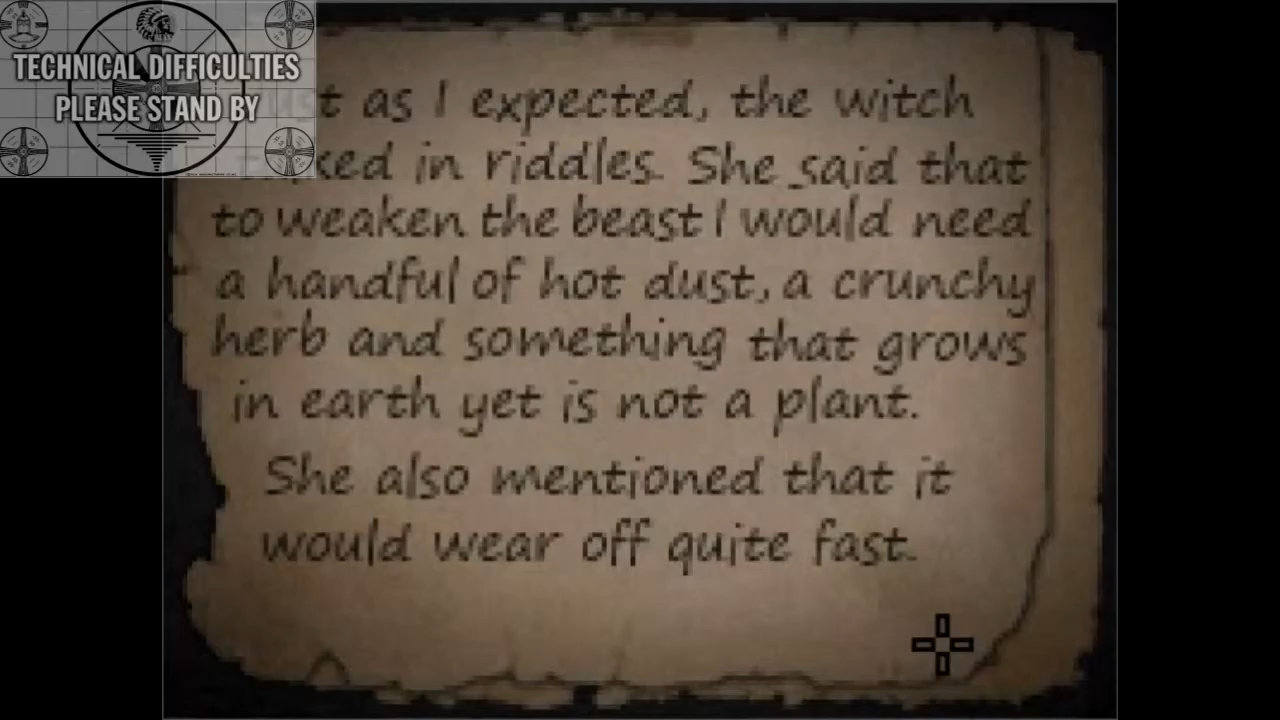 TECHNICAL DIFFICULTIES
PLEASE STAND BY
as I expected, the witch
in riddles. She said that
to weaken the beast I would need
a handful of hot dust, a crunchy
herb and something that grows
in earth yet is not a plant.
She also mentioned that it
would wear off quite fast.